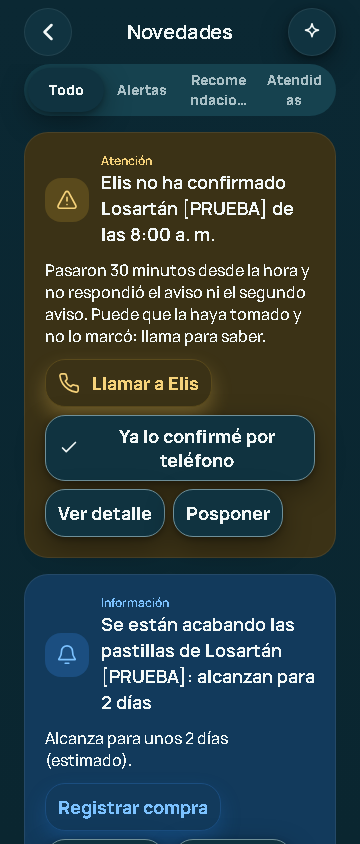 Novedades
Todo
Alertas
Recome
ndacio...
Atendid
as
Atención
Elis no ha confirmado
Losartán [PRUEBA] de
las 8:00 a. m.
Pasaron 30 minutos desde la hora y
no respondió el aviso ni el segundo
aviso. Puede que la haya tomado y
no lo marcó: llama para saber.
Llamar a Elis
Ya lo confirmé por
teléfono
Ver detalle
Posponer
Información
Se están acabando las
pastillas de Losartán
[PRUEBA]: alcanzan para
2 días
Alcanza para unos 2 días
(estimado).
Registrar compra